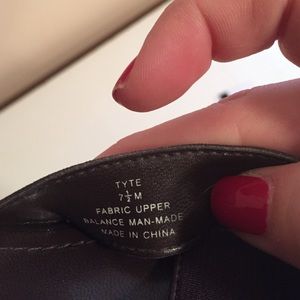 TYTE
7½M
FABRIC UPPER
BALANCE MAN-MADE
MADE IN CHINA